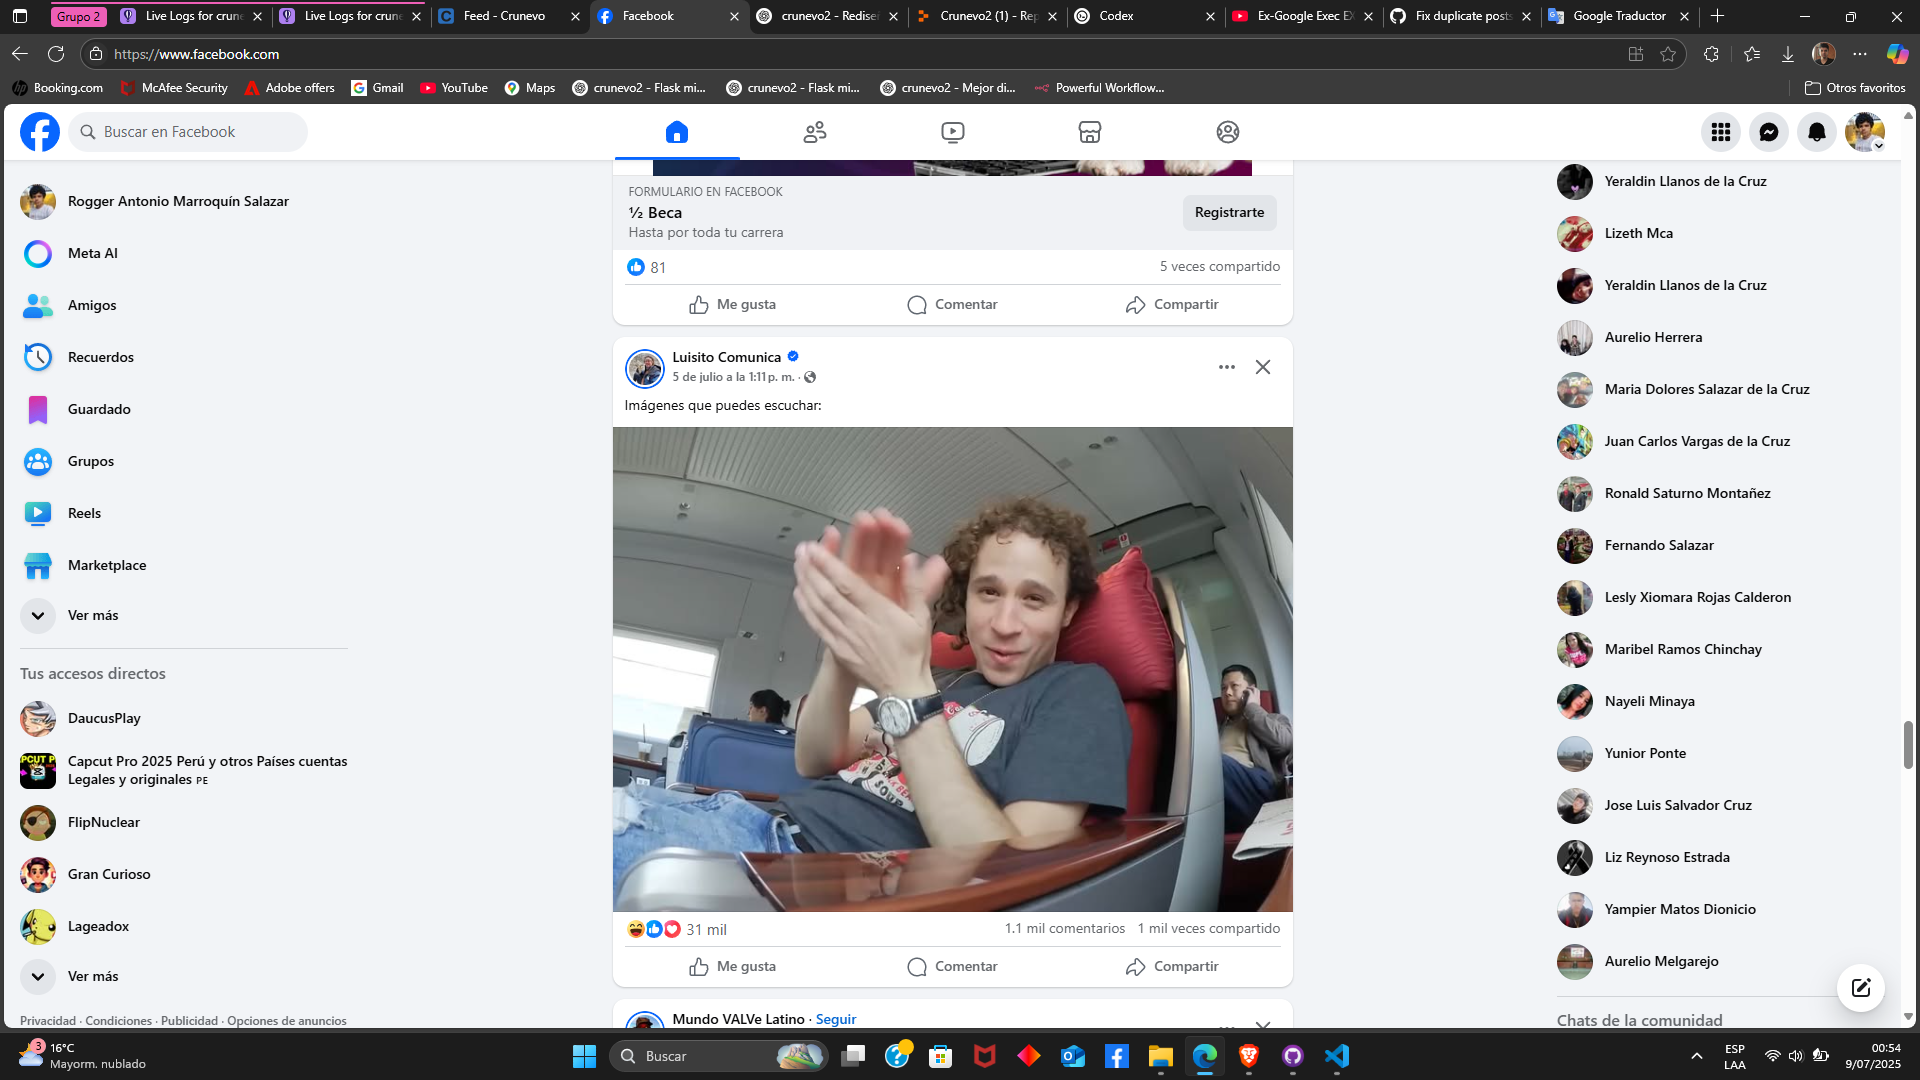 Grupo 2
Live Logs for crune
Live Logs for crune
Feed - Crunevo
Facebook
crunevo2 - Rediseñ
Crunevo2 (1) - Rep
Codex
Ex-Google Exec EX
Fix duplicate posts
Google Traductor
https://www.facebook.com
Booking.com
McAfee Security
Adobe offers
Gmail
YouTube
Maps
crunevo2 - Flask mi...
crunevo2 - Flask mi...
crunevo2 - Mejor di...
Powerful Workflow...
Otros favoritos
Buscar en Facebook
Rogger Antonio Marroquín Salazar
Meta AI
Amigos
Recuerdos
Guardado
Grupos
Reels
Marketplace
Ver más
Tus accesos directos
DaucusPlay
Capcut Pro 2025 Perú y otros Países cuentas
Legales y originales PE
FlipNuclear
Gran Curioso
Lageadox
Ver más
Privacidad · Condiciones · Publicidad · Opciones de anuncios
FORMULARIO EN FACEBOOK
½ Beca
Hasta por toda tu carrera
Registrarte
81
5 veces compartido
Me gusta
Comentar
Compartir
Luisito Comunica
5 de julio a la 1:11 p. m. ·
Imágenes que puedes escuchar:
SOUP
31 mil
1.1 mil comentarios
1 mil veces compartido
Me gusta
Comentar
Compartir
Mundo VALVe Latino · Seguir
Yeraldin Llanos de la Cruz
Lizeth Mca
Yeraldin Llanos de la Cruz
Aurelio Herrera
Maria Dolores Salazar de la Cruz
Juan Carlos Vargas de la Cruz
Ronald Saturno Montañez
Fernando Salazar
Lesly Xiomara Rojas Calderon
Maribel Ramos Chinchay
Nayeli Minaya
Yunior Ponte
Jose Luis Salvador Cruz
Liz Reynoso Estrada
Yampier Matos Dionicio
Aurelio Melgarejo
Chats de la comunidad
3
16°C
Mayorm. nublado
Buscar
ESP
LAA
00:54
9/07/2025